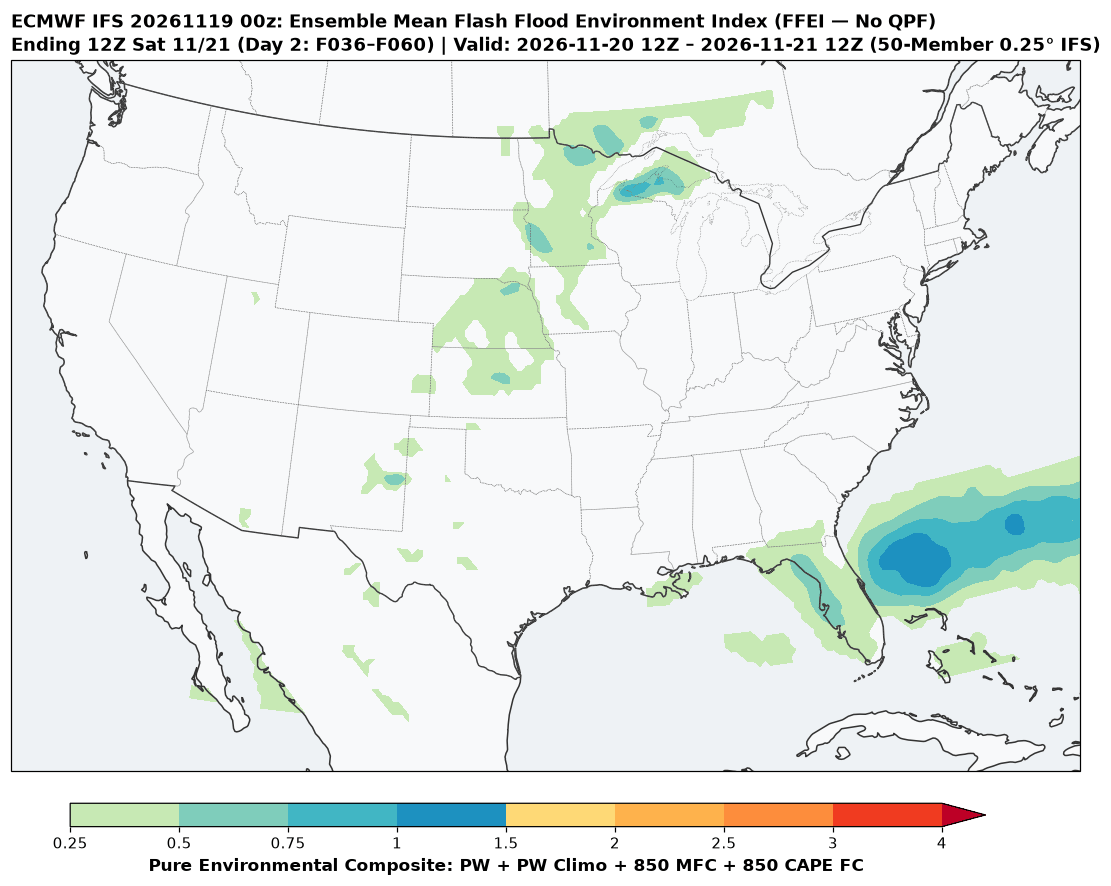 ECMWF IFS 20261119 00z: Ensemble Mean Flash Flood Environment Index (FFEI — No QPF)
Ending 12Z Sat 11/21 (Day 2: F036–F060) | Valid: 2026-11-20 12Z – 2026-11-21 12Z (50-Member 0.25° IFS)
0.25 0.5 0.75 1 1.5 2 2.5 3 4
Pure Environmental Composite: PW + PW Climo + 850 MFC + 850 CAPE FC